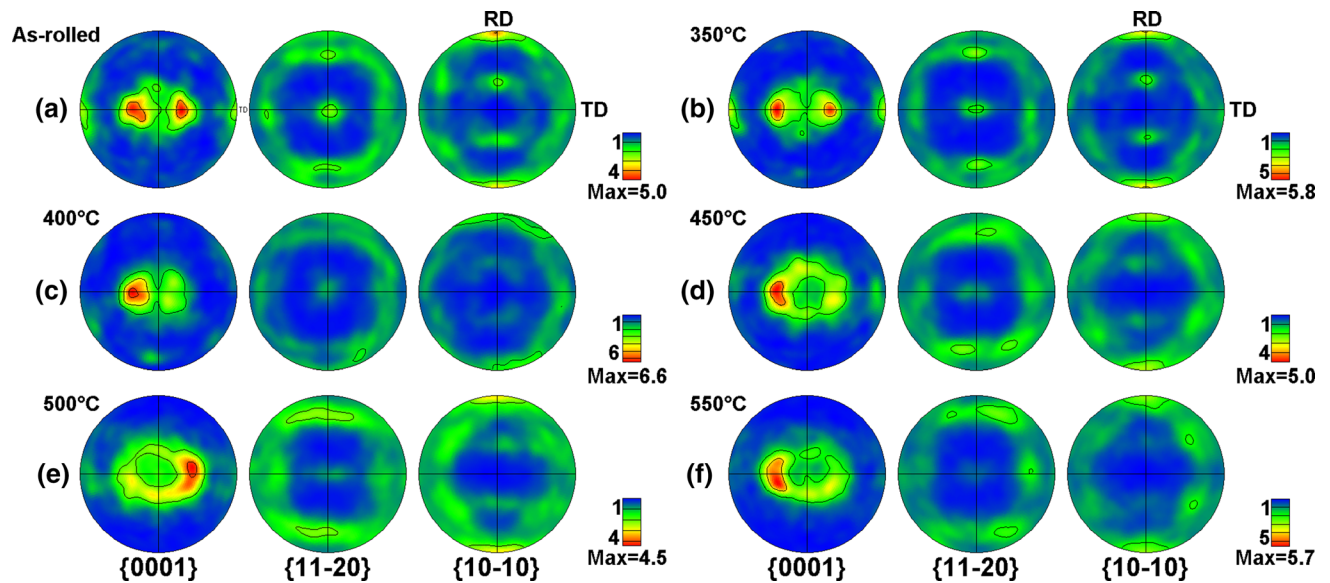 As-rolled
RD
350°C
RD
(a)
TD
TD
1
4
Max=5.0
(b)
TD
1
5
Max=5.8
400°C
(c)
1
6
Max=6.6
450°C
(d)
1
4
Max=5.0
500°C
(e)
1
4
Max=4.5
550°C
(f)
1
5
Max=5.7
{0001} {11-20} {10-10} {0001} {11-20} {10-10}